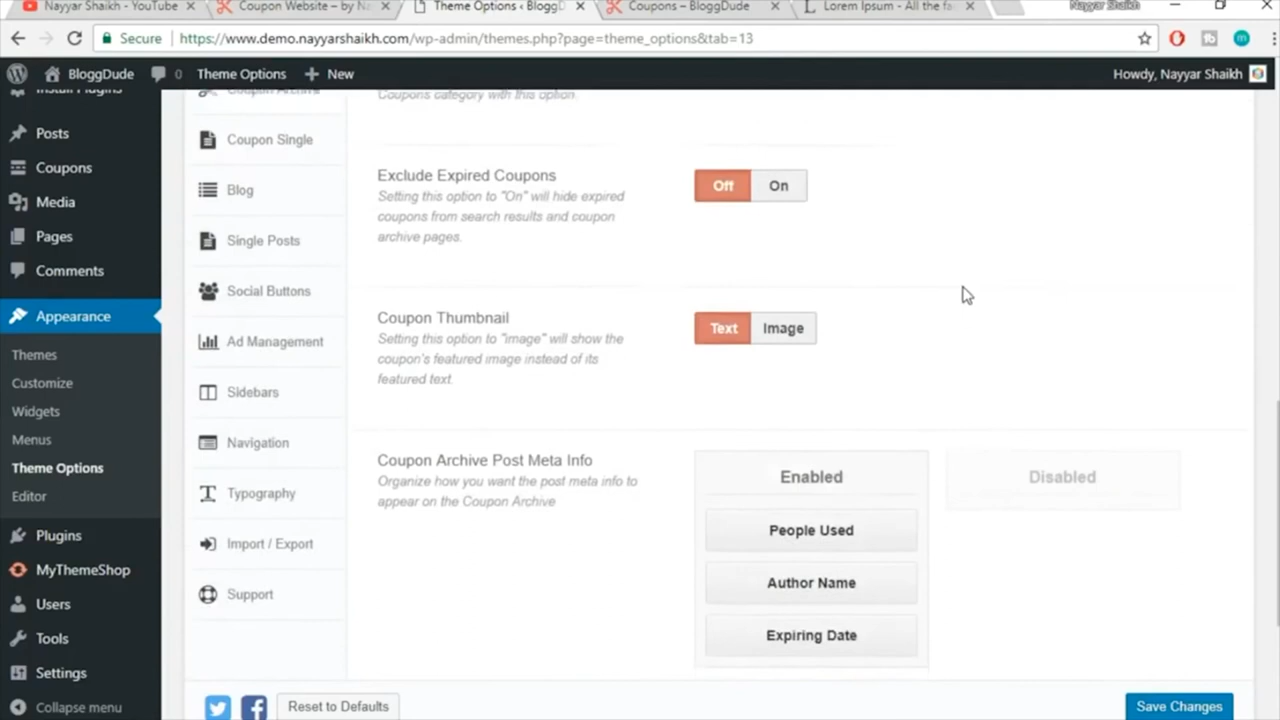 Nayyar Shaikh - YouTube
Coupon Website – by Na
Theme Options ‹ BloggD
Coupons – BloggDude
Lorem Ipsum - All the fa
Nayyar Shaikh
Secure
https://www.demo.nayyarshaikh.com/wp-admin/themes.php?page=theme_options&tab=13
BloggDude
0
Theme Options
New
Howdy, Nayyar Shaikh
Install Plugins
Posts
Coupons
Media
Pages
Comments
Appearance
Themes
Customize
Widgets
Menus
Theme Options
Editor
Plugins
MyThemeShop
Users
Tools
Settings
Collapse menu
Coupon Archive
Coupon Single
Blog
Single Posts
Social Buttons
Ad Management
Sidebars
Navigation
Typography
Import / Export
Support
Coupons category with this option.
Exclude Expired Coupons
Setting this option to "On" will hide expired
coupons from search results and coupon
archive pages.
Off
On
Coupon Thumbnail
Setting this option to "image" will show the
coupon's featured image instead of its
featured text.
Text
Image
Coupon Archive Post Meta Info
Organize how you want the post meta info to
appear on the Coupon Archive
Enabled
People Used
Author Name
Expiring Date
Disabled
Reset to Defaults
Save Changes